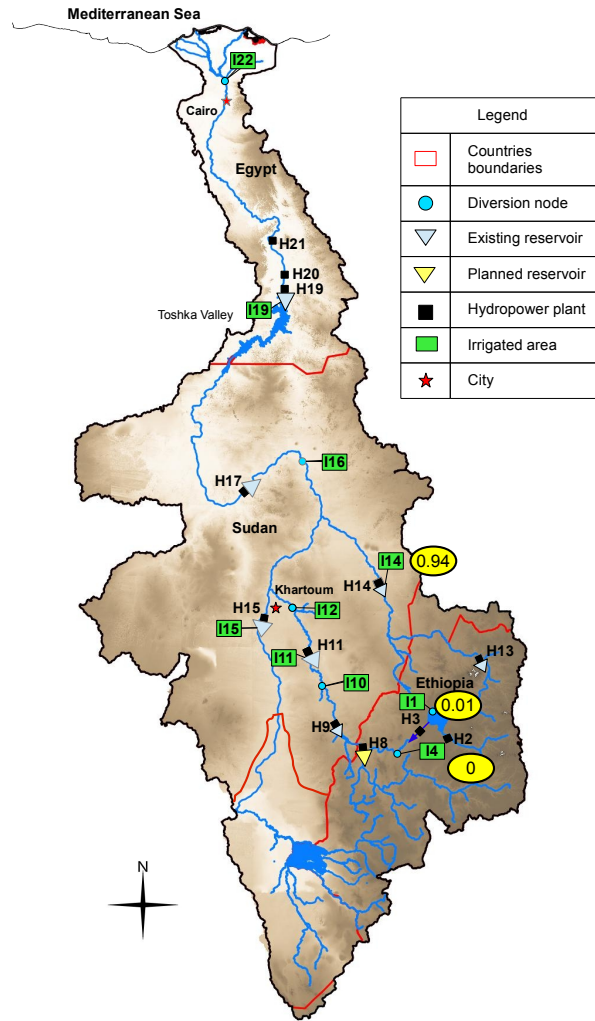 Mediterranean Sea
I22
Cairo
Egypt
H21
H20
H19
I19
Toshka Valley
Legend
Countries
boundaries
Diversion node
Existing reservoir
Planned reservoir
Hydropower plant
Irrigated area
City
I16
H17
Sudan
I14
0.94
H14
Khartoum
H15
I12
I15
H11
I11
H13
I10
Ethiopia
I1
0.01
H3
H9
H2
H8
I4
0
N